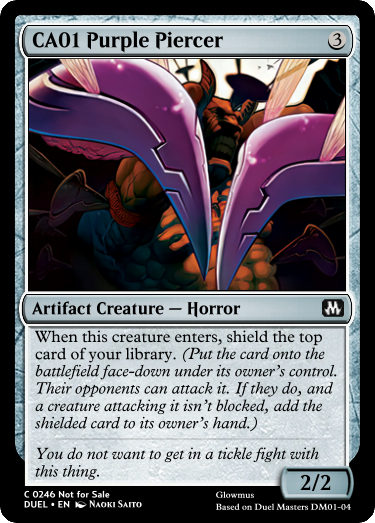 CA01 Purple Piercer 3
Artifact Creature — Horror
When this creature enters, shield the top
card of your library. (Put the card onto the
battlefield face-down under its owner's control.
Their opponents can attack it. If they do, and
a creature attacking it isn't blocked, add the
shielded card to its owner's hand.)
You do not want to get in a tickle fight with
this thing.
2/2
C 0246 Not for Sale
DUEL • EN Naoki Saito
Glowmus
Based on Duel Masters DM01-04